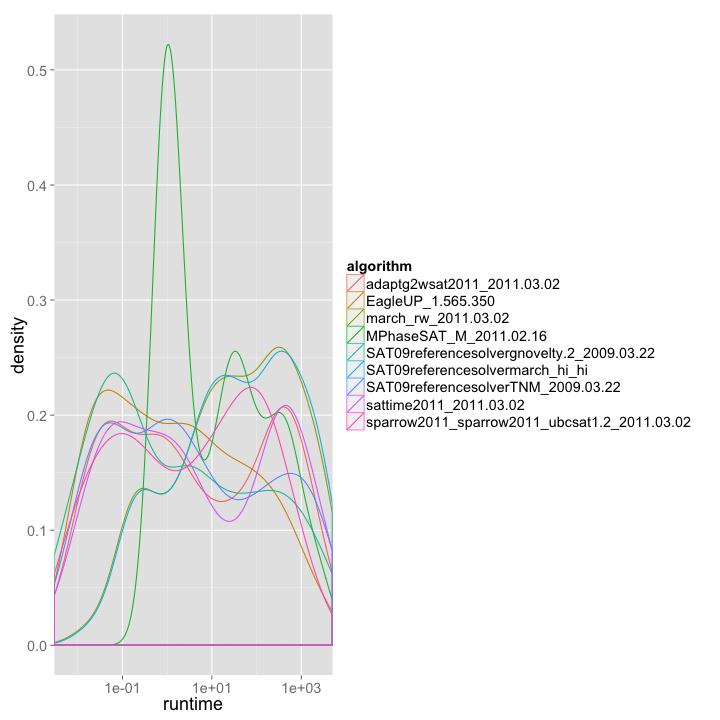 0.5
0.4
0.3
0.2
0.1
0.0
density
1e-01 1e+01 1e+03
runtime
algorithm
adaptg2wsat2011_2011.03.02
EagleUP_1.565.350
march_rw_2011.03.02
MPhaseSAT_M_2011.02.16
SAT09referencesolvergnovelty.2_2009.03.22
SAT09referencesolvermarch_hi_hi
SAT09referencesolverTNM_2009.03.22
sattime2011_2011.03.02
sparrow2011_sparrow2011_ubcsat1.2_2011.03.02